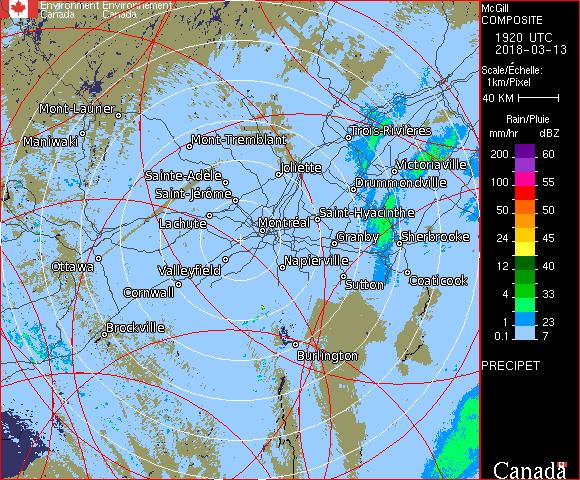 Environment Environnement
Canada Canada
McGill
COMPOSITE
1920 UTC
2018-03-13
Scale/Échelle:
1km/Pixel
40 KM
Rain/Pluie
mm/hr dBZ
200 60
100 55
50 50
24 45
12 40
4 33
1 23
0.1 7
PRECIPET
Mont-Laurier
Maniwaki
Mont-Tremblant
Trois-Rivières
Joliette
Victoriaville
Sainte-Adèle
Drummondville
Saint-Jérôme
Saint-Hyacinthe
Lachute
Montréal
Granby
Sherbrooke
Ottawa
Valleyfield
Napierville
Coaticook
Cornwall
Sutton
Brockville
Burlington
Canada